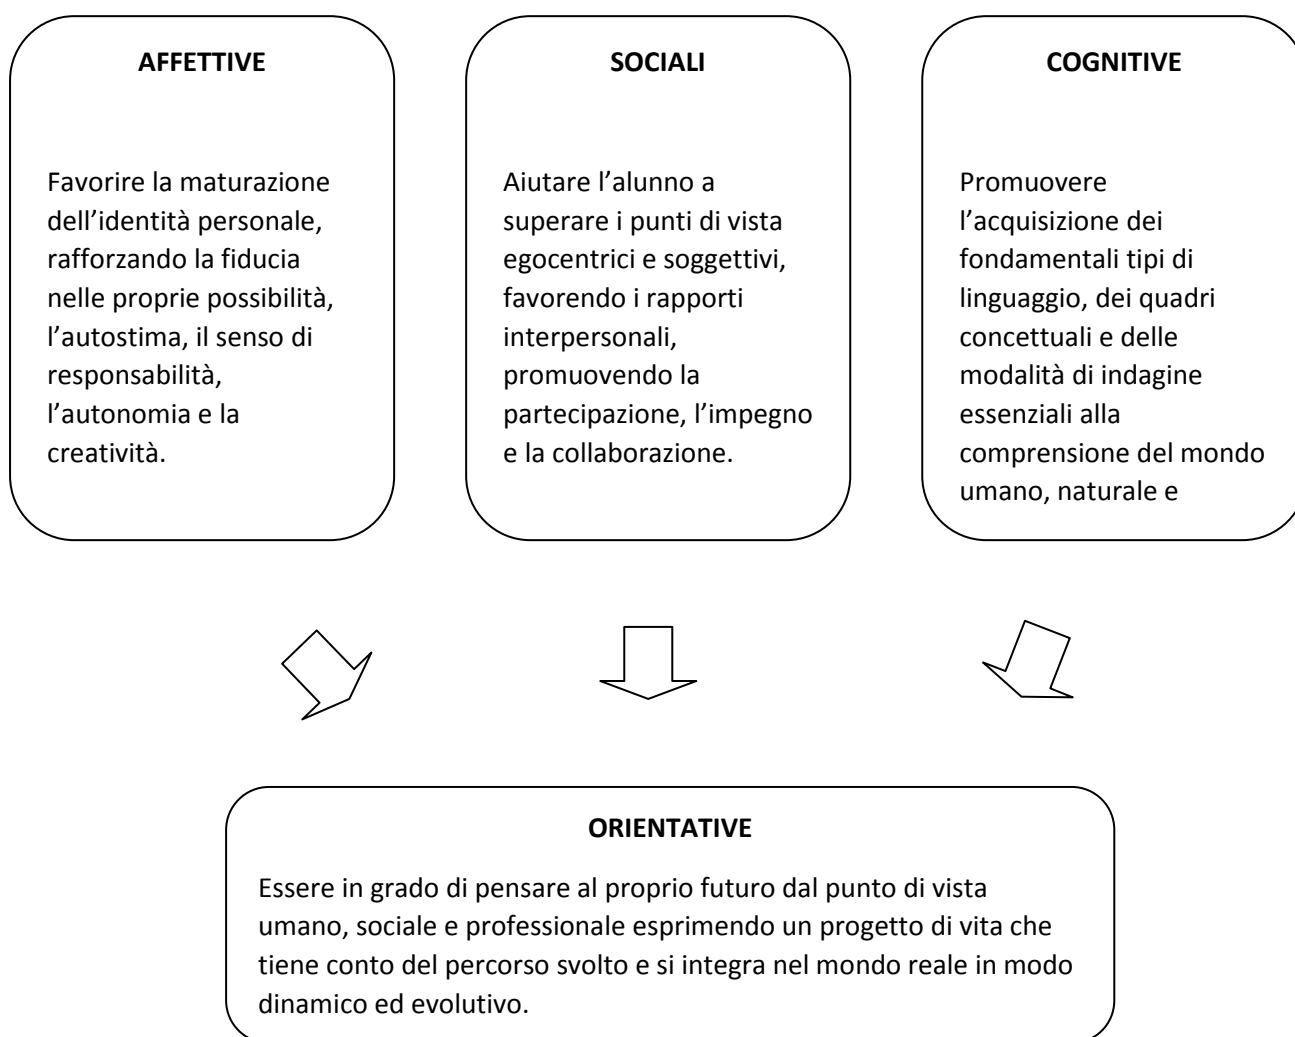 AFFETTIVE
Favorire la maturazione
dell’identità personale,
rafforzando la fiducia
nelle proprie possibilità,
l’autostima, il senso di
responsabilità,
l’autonomia e la
creatività.
SOCIALI
Aiutare l’alunno a
superare i punti di vista
egocentrici e soggettivi,
favorendo i rapporti
interpersonali,
promuovendo la
partecipazione, l’impegno
e la collaborazione.
COGNITIVE
Promuovere
l’acquisizione dei
fondamentali tipi di
linguaggio, dei quadri
concettuali e delle
modalità di indagine
essenziali alla
comprensione del mondo
umano, naturale e
ORIENTATIVE
Essere in grado di pensare al proprio futuro dal punto di vista
umano, sociale e professionale esprimendo un progetto di vita che
tiene conto del percorso svolto e si integra nel mondo reale in modo
dinamico ed evolutivo.